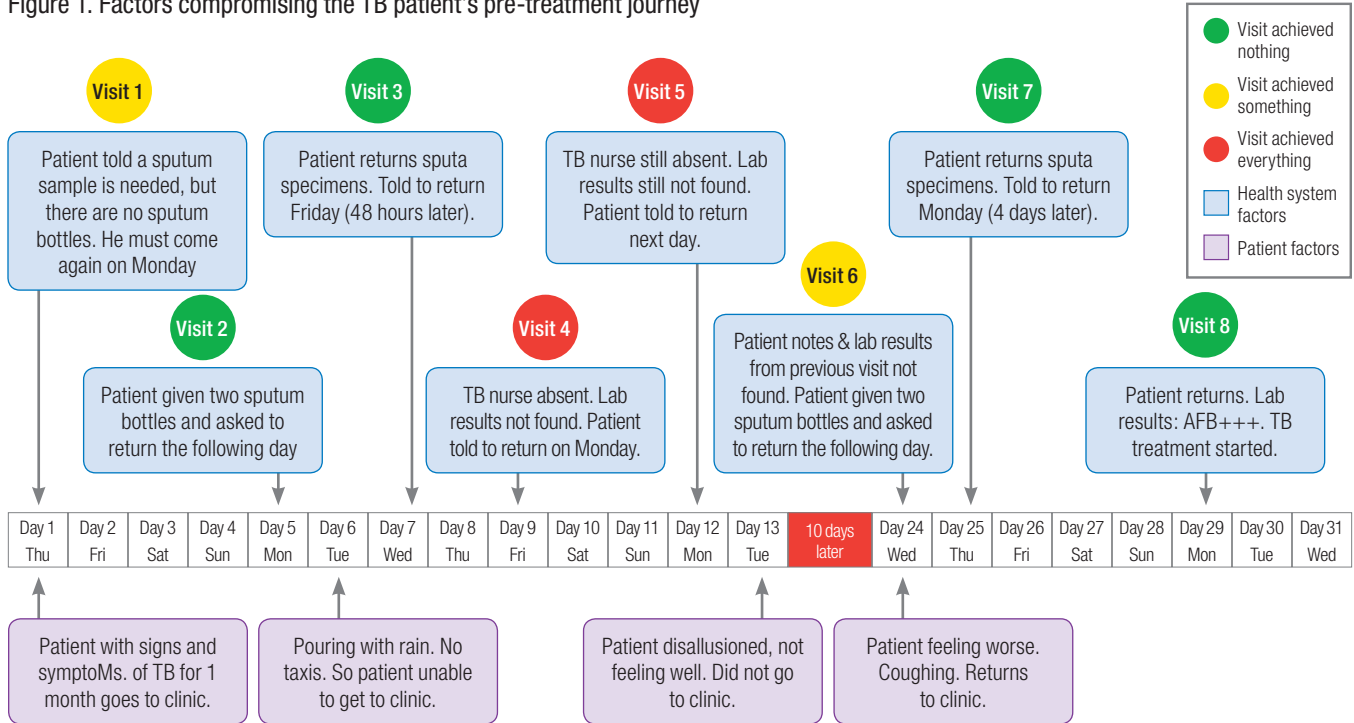 Figure 1. Factors compromising the TB patient's pre-treatment journey
Visit achieved
nothing
Visit achieved
something
Visit achieved
everything
Health system
factors
Patient factors
Visit 1
Patient told a sputum
sample is needed, but
there are no sputum
bottles. He must come
again on Monday
Visit 2
Patient given two sputum
bottles and asked to
return the following day
Visit 3
Patient returns sputa
specimens. Told to return
Friday (48 hours later).
Visit 4
TB nurse absent. Lab
results not found. Patient
told to return on Monday.
Visit 5
TB nurse still absent. Lab
results still not found.
Patient told to return
next day.
Visit 6
Patient notes & lab results
from previous visit not
found. Patient given two
sputum bottles and asked
to return the following day.
Visit 7
Patient returns sputa
specimens. Told to return
Monday (4 days later).
Visit 8
Patient returns. Lab
results: AFB+++. TB
treatment started.
Day 1 Day 2 Day 3 Day 4 Day 5 Day 6 Day 7 Day 8 Day 9 Day 10 Day 11 Day 12 Day 13 10 days Day 24 Day 25 Day 26 Day 27 Day 28 Day 29 Day 30 Day 31
Thu Fri Sat Sun Mon Tue Wed Thu Fri Sat Sun Mon Tue later Wed Thu Fri Sat Sun Mon Tue Wed
Patient with signs and
symptoMs. of TB for 1
month goes to clinic.
Pouring with rain. No
taxis. So patient unable
to get to clinic.
Patient disallusioned, not
feeling well. Did not go
to clinic.
Patient feeling worse.
Coughing. Returns
to clinic.